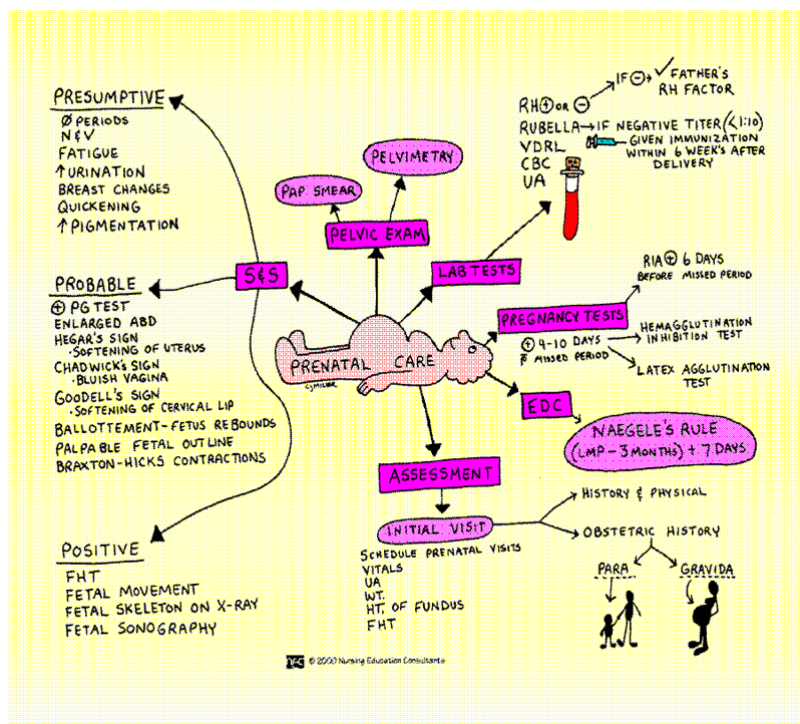 PRESUMPTIVE
Ø PERIODS
N & V
FATIGUE
↑URINATION
BREAST CHANGES
QUICKENING
↑ PIGMENTATION
PROBABLE
⊕ PG TEST
ENLARGED ABD
HEGAR'S SIGN
• SOFTENING OF UTERUS
CHADWICK'S SIGN
• BLUISH VAGINA
GOODELL'S SIGN
• SOFTENING OF CERVICAL LIP
BALLOTTEMENT-FETUS REBOUNDS
PALPABLE FETAL OUTLINE
BRAXTON-HICKS CONTRACTIONS
POSITIVE
FHT
FETAL MOVEMENT
FETAL SKELETON ON X-RAY
FETAL SONOGRAPHY
S&S
PELVIMETRY
PAP SMEAR
PELVIC EXAM
LAB TESTS
RH⊕ OR ⊖
IF ⊖→ ✓ FATHER'S
RH FACTOR
RUBELLA→IF NEGATIVE TITER (<1:10)
GIVEN IMMUNIZATION
WITHIN 6 WEEK'S AFTER
DELIVERY
VDRL
CBC
UA
PREGNANCY TESTS
RIA ⊕ 6 DAYS
BEFORE MISSED PERIOD
⊕ 4-10 DAYS
p̄ MISSED PERIOD
HEMAGGLUTINATION
INHIBITION TEST
LATEX AGGLUTINATION
TEST
PRENATAL CARE
CJMILLER
EDC
NAEGELE'S RULE
(LMP - 3 MONTHS) + 7 DAYS
ASSESSMENT
INITIAL VISIT
SCHEDULE PRENATAL VISITS
VITALS
UA
WT.
HT. OF FUNDUS
FHT
HISTORY & PHYSICAL
OBSTETRIC HISTORY
PARA
GRAVIDA
nec © 2000 Nursing Education Consultants